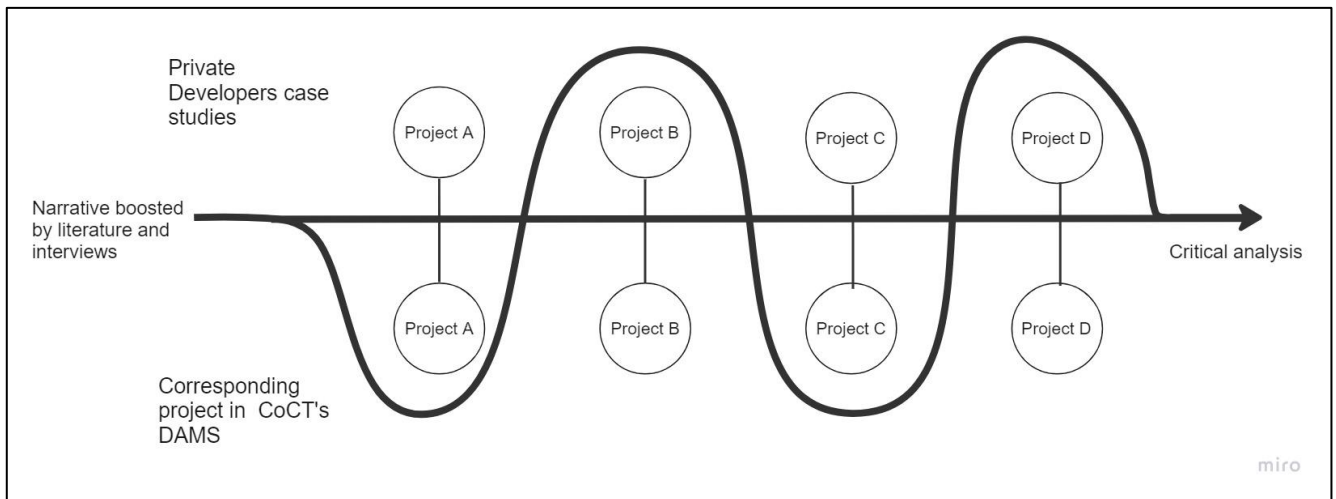 Private
Developers case
studies
Project A
Project B
Project C
Project D
Narrative boosted
by literature and
interviews
Critical analysis
Project A
Project B
Project C
Project D
Corresponding
project in CoCT's
DAMS
miro